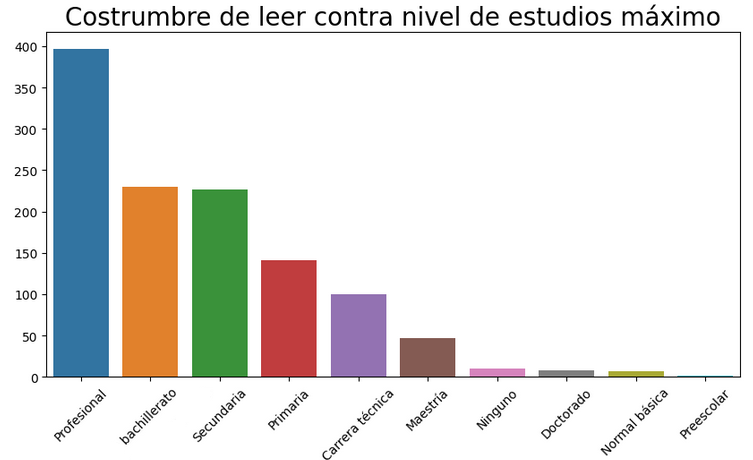 Costrumbre de leer contra nivel de estudios máximo
400
350
300
250
200
150
100
50
0
Profesional
bachillerato
Secundaria
Primaria
Carrera técnica
Maestría
Ninguno
Doctorado
Normal básica
Preescolar